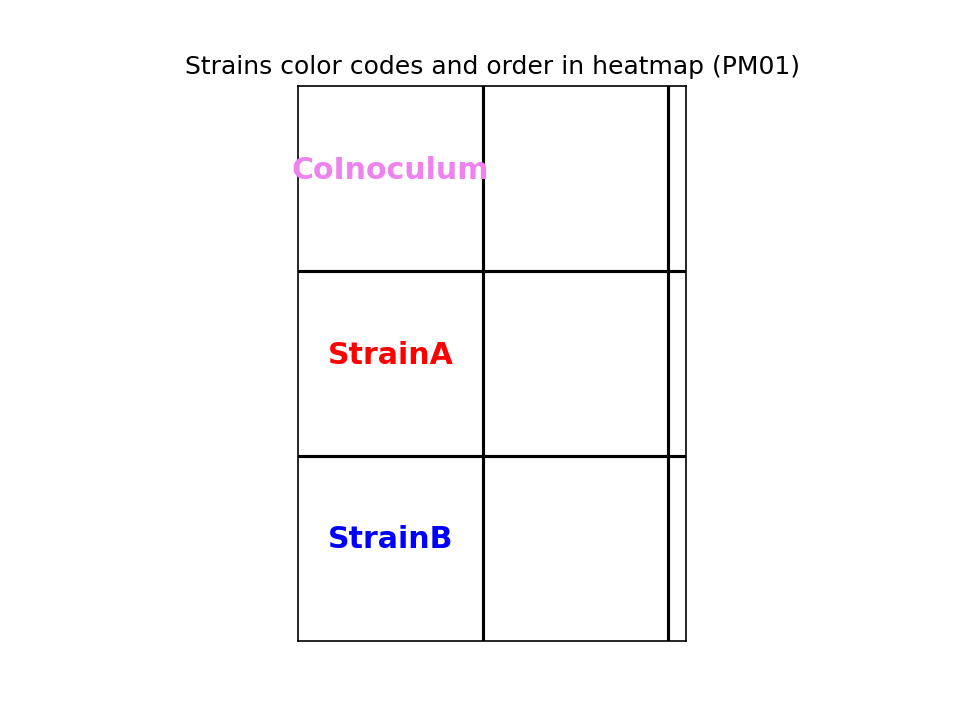 Strains color codes and order in heatmap (PM01)
CoInoculum
StrainA
StrainB